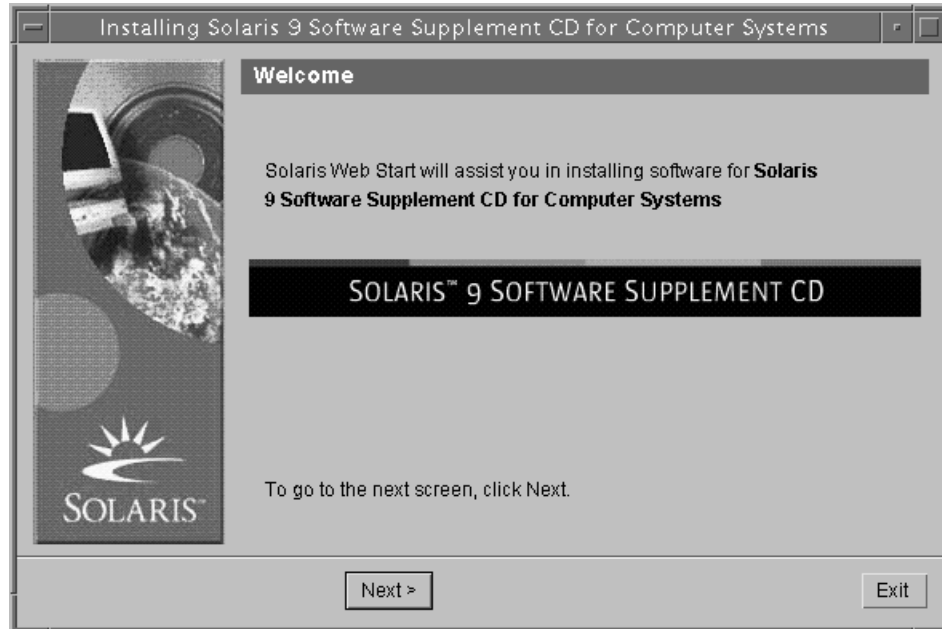 Installing Solaris 9 Software Supplement CD for Computer Systems
Welcome
Solaris Web Start will assist you in installing software for Solaris
9 Software Supplement CD for Computer Systems
SOLARIS™ 9 SOFTWARE SUPPLEMENT CD
To go to the next screen, click Next.
SOLARIS™
Next >
Exit